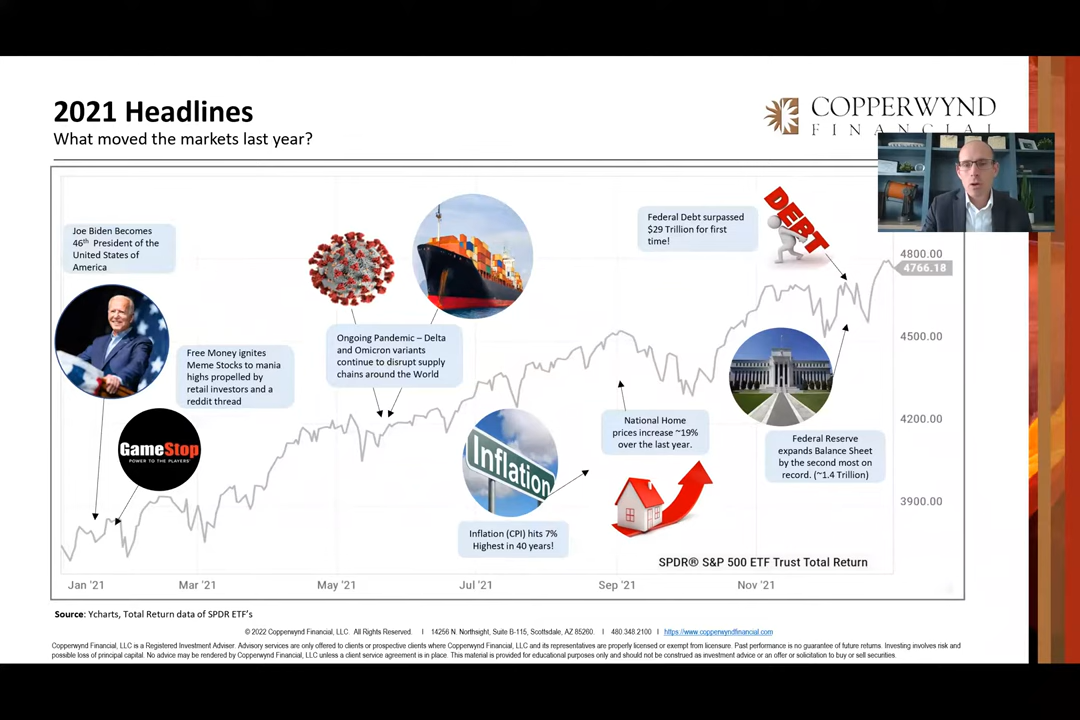 2021 Headlines
What moved the markets last year?
COPPERWYND
FINANCIAL
Joe Biden Becomes
46th President of the
United States of
America
Free Money ignites
Meme Stocks to mania
highs propelled by
retail investors and a
reddit thread
GameStop
POWER TO THE PLAYERS
Ongoing Pandemic – Delta
and Omicron variants
continue to disrupt supply
chains around the World
Inflation
Inflation (CPI) hits 7%
Highest in 40 years!
National Home
prices increase ~19%
over the last year.
Federal Debt surpassed
$29 Trillion for first
time!
DEBT
Federal Reserve
expands Balance Sheet
by the second most on
record. (~1.4 Trillion)
4800.00
4766.18
4500.00
4200.00
3900.00
SPDR® S&P 500 ETF Trust Total Return
Jan '21 Mar '21 May '21 Jul '21 Sep '21 Nov '21
Source: Ycharts, Total Return data of SPDR ETF's
© 2022 Copperwynd Financial, LLC. All Rights Reserved. I 14256 N. Northsight, Suite B-115, Scottsdale, AZ 85260. I 480.348.2100 I https://www.copperwyndfinancial.com
Copperwynd Financial, LLC is a Registered Investment Adviser. Advisory services are only offered to clients or prospective clients where Copperwynd Financial, LLC and its representatives are properly licensed or exempt from licensure. Past performance is no guarantee of future returns. Investing involves risk and
possible loss of principal capital. No advice may be rendered by Copperwynd Financial, LLC unless a client service agreement is in place. This material is provided for educational purposes only and should not be construed as investment advice or an offer or solicitation to buy or sell securities.